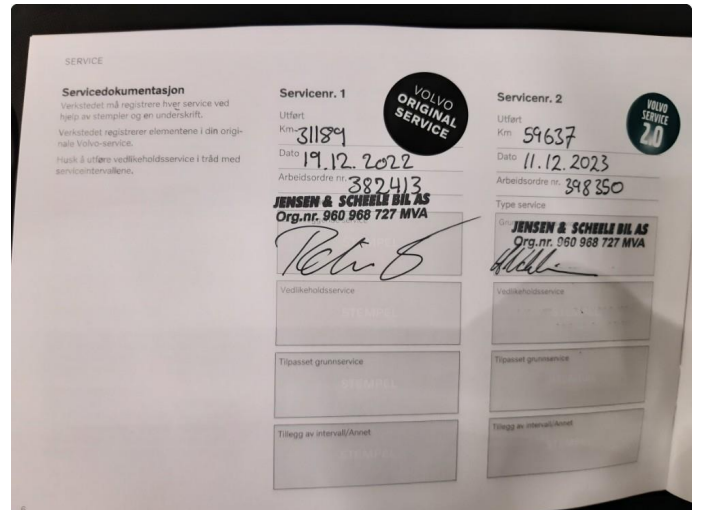 SERVICE
Servicedokumentasjon
Verkstedet må registrere hver service ved
hjelp av stempler og en underskrift.
Verkstedet registrerer elementene i din origi-
nale Volvo-service.
Husk å utføre vedlikeholdsservice i tråd med
serviceintervallene.
Servicenr. 1
VOLVO
ORIGINAL
SERVICE
Utført
Km 31189
Dato 19.12.2022
Arbeidsordre nr. 382413
JENSEN & SCHEELE BIL AS
Org.nr. 960 968 727 MVA
Vedlikeholdsservice
STEMPEL
Tilpasset grunnservice
STEMPEL
Tillegg av intervall/Annet
STEMPEL
Servicenr. 2
VOLVO
SERVICE
2.0
Utført
Km 59637
Dato 11.12.2023
Arbeidsordre nr. 398350
Type service
JENSEN & SCHEELE BIL AS
Org.nr. 960 968 727 MVA
Vedlikeholdsservice
STEMPEL
Tilpasset grunnservice
STEMPEL
Tillegg av intervall/Annet
STEMPEL